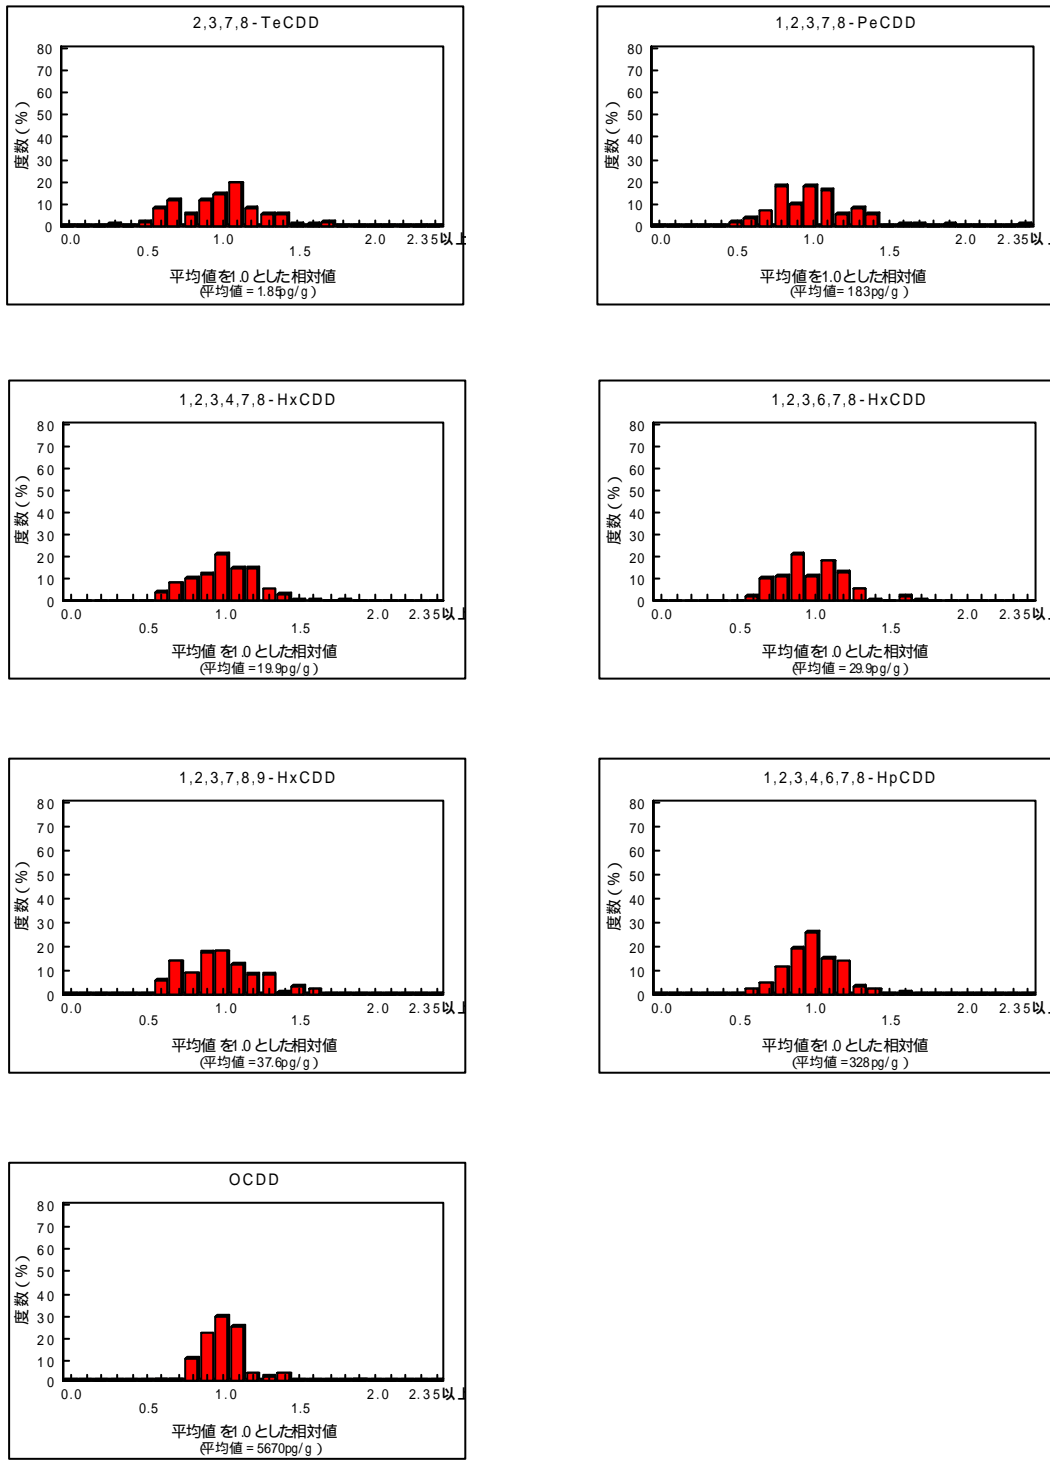 2,3,7,8-TeCDD
度数(%)
80
70
60
50
40
30
20
10
0
0.0
0.5
1.0
1.5
2.0
2.35以上
平均値を1.0とした相対値
(平均値=1.85pg/g)
1,2,3,7,8-PeCDD
度数(%)
80
70
60
50
40
30
20
10
0
0.0
0.5
1.0
1.5
2.0
2.35以上
平均値を1.0とした相対値
(平均値=183pg/g)
1,2,3,4,7,8-HxCDD
度数(%)
80
70
60
50
40
30
20
10
0
0.0
0.5
1.0
1.5
2.0
2.35以上
平均値を1.0とした相対値
(平均値=19.9pg/g)
1,2,3,6,7,8-HxCDD
度数(%)
80
70
60
50
40
30
20
10
0
0.0
0.5
1.0
1.5
2.0
2.35以上
平均値を1.0とした相対値
(平均値=29.9pg/g)
1,2,3,7,8,9-HxCDD
度数(%)
80
70
60
50
40
30
20
10
0
0.0
0.5
1.0
1.5
2.0
2.35以上
平均値を1.0とした相対値
(平均値=37.6pg/g)
1,2,3,4,6,7,8-HpCDD
度数(%)
80
70
60
50
40
30
20
10
0
0.0
0.5
1.0
1.5
2.0
2.35以上
平均値を1.0とした相対値
(平均値=328pg/g)
OCDD
度数(%)
80
70
60
50
40
30
20
10
0
0.0
0.5
1.0
1.5
2.0
2.35以上
平均値を1.0とした相対値
(平均値=5670pg/g)